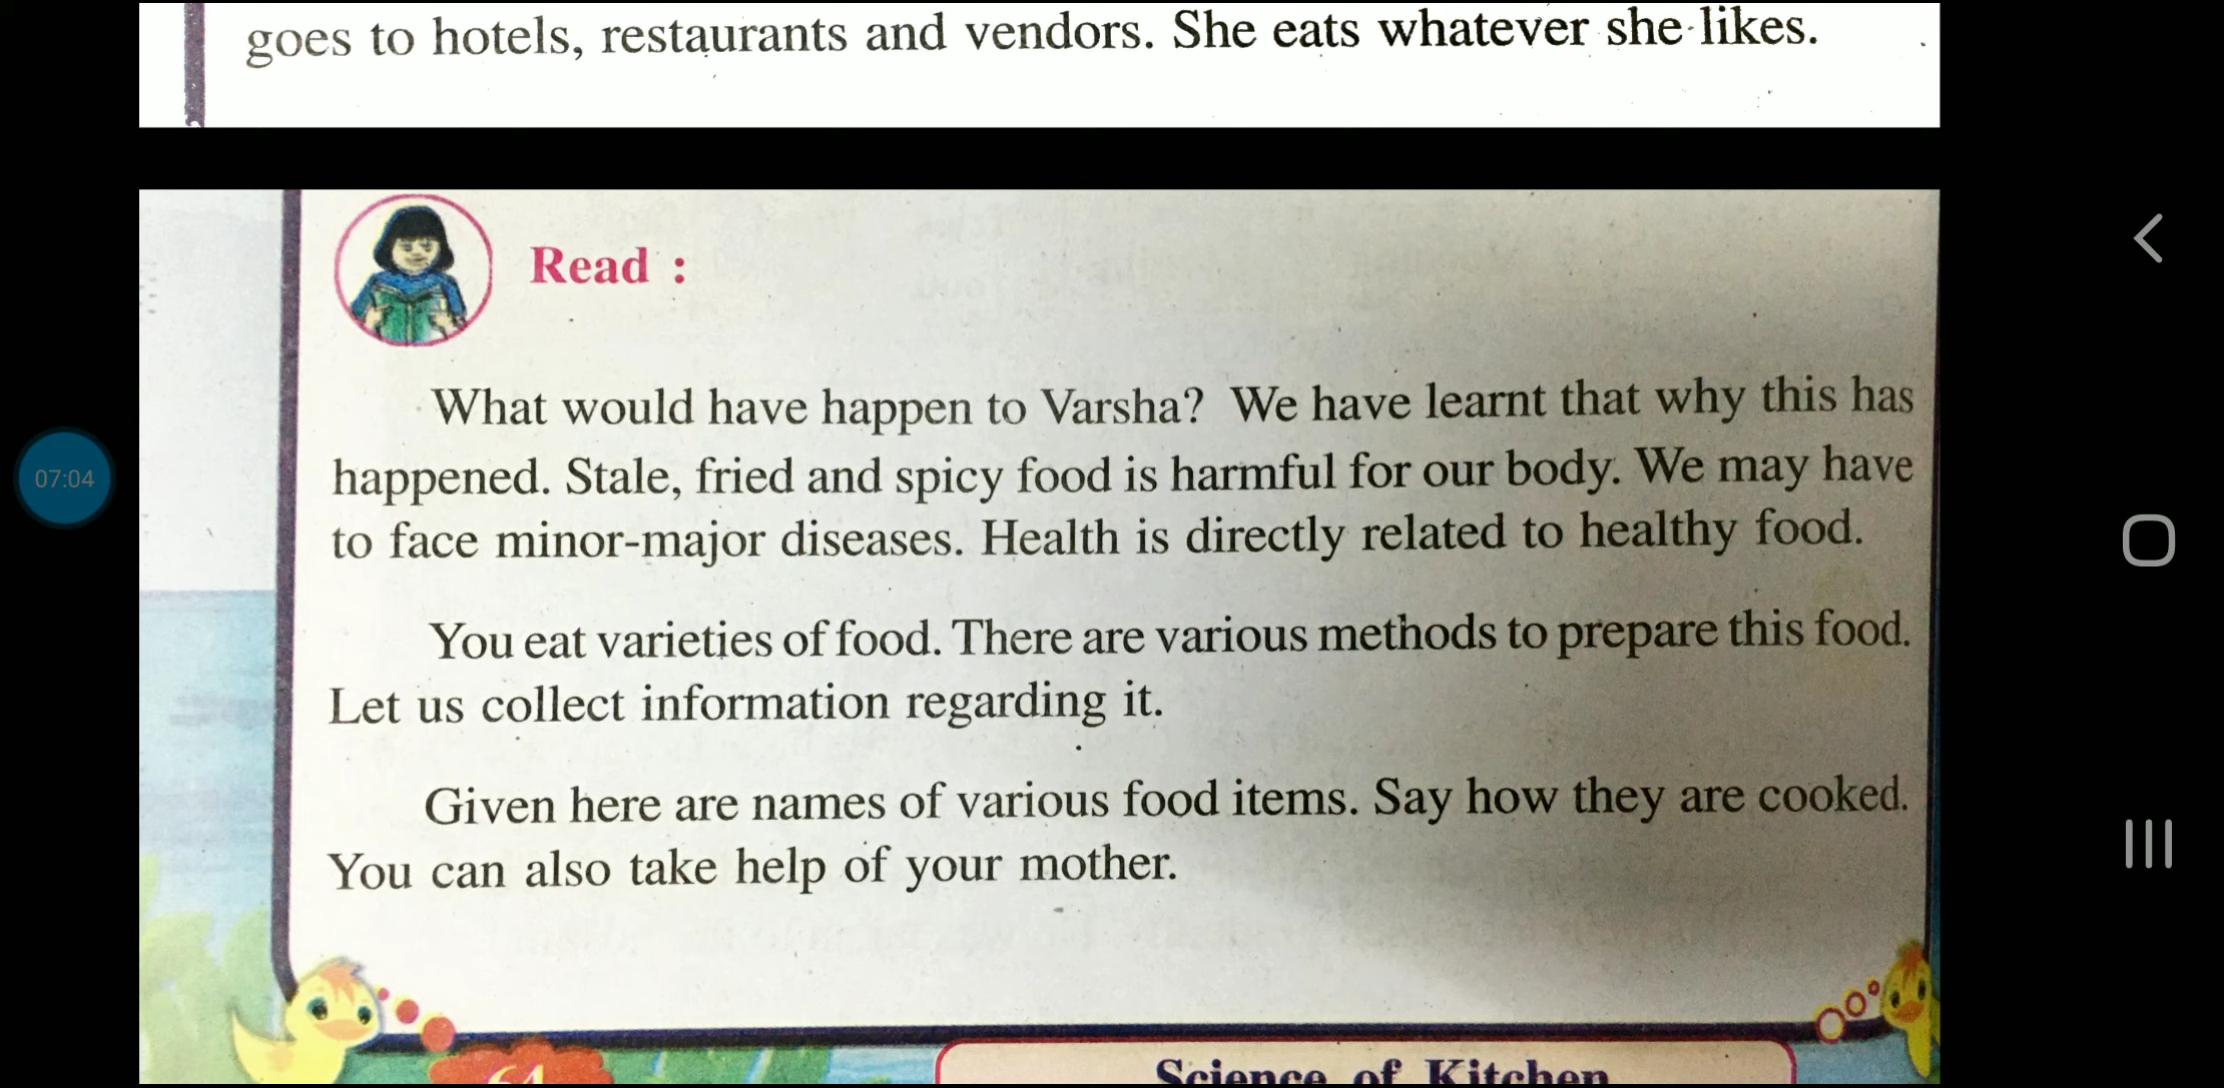 goes to hotels, restaurants and vendors. She eats whatever she likes.
Read :
07:04
What would have happen to Varsha? We have learnt that why this has
happened. Stale, fried and spicy food is harmful for our body. We may have
to face minor-major diseases. Health is directly related to healthy food.
You eat varieties of food. There are various methods to prepare this food.
Let us collect information regarding it.
Given here are names of various food items. Say how they are cooked.
You can also take help of your mother.
64
Science of Kitchen